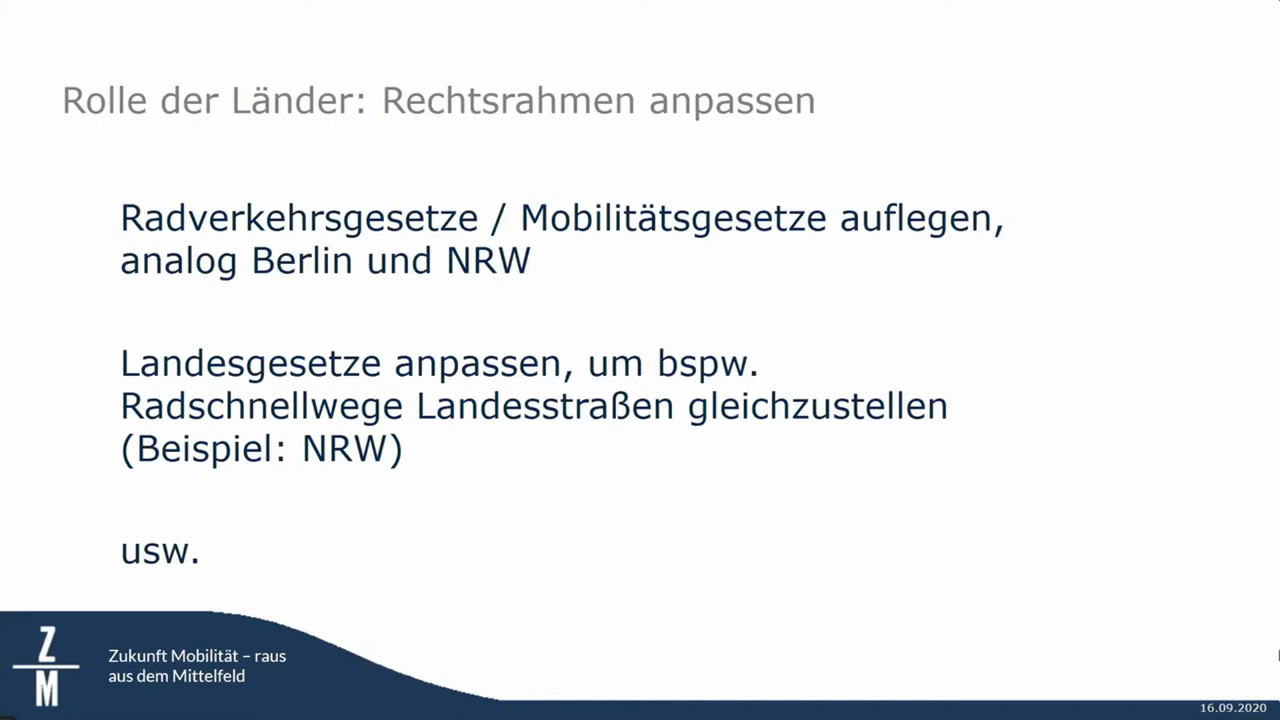 Rolle der Länder: Rechtsrahmen anpassen
Radverkehrsgesetze / Mobilitätsgesetze auflegen,
analog Berlin und NRW
Landesgesetze anpassen, um bspw.
Radschnellwege Landesstraßen gleichzustellen
(Beispiel: NRW)
usw.
Z
M
Zukunft Mobilität – raus
aus dem Mittelfeld
16.09.2020